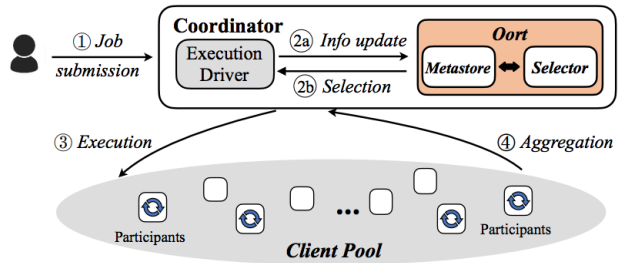 Coordinator
① Job
submission
Execution
Driver
2a Info update
2b Selection
Oort
Metastore
Selector
③ Execution
④ Aggregation
...
Participants
Participants
Client Pool